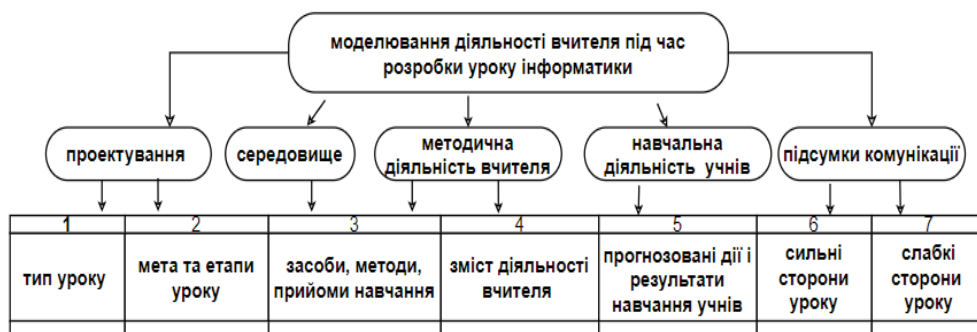 моделювання діяльності вчителя під час
розробки уроку інформатики
проектування
середовище
методична
діяльність вчителя
навчальна
діяльність учнів
підсумки комунікації
1 2 3 4 5 6 7
тип уроку
мета та етапи
уроку
засоби, методи,
прийоми навчання
зміст діяльності
вчителя
прогнозовані дії і
результати
навчання учнів
сильні
сторони
уроку
слабкі
сторони
уроку